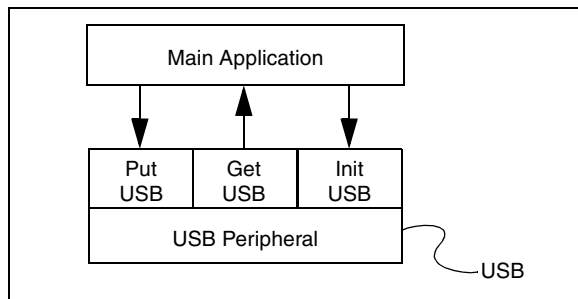 Main Application
Put
USB
Get
USB
Init
USB
USB Peripheral
USB